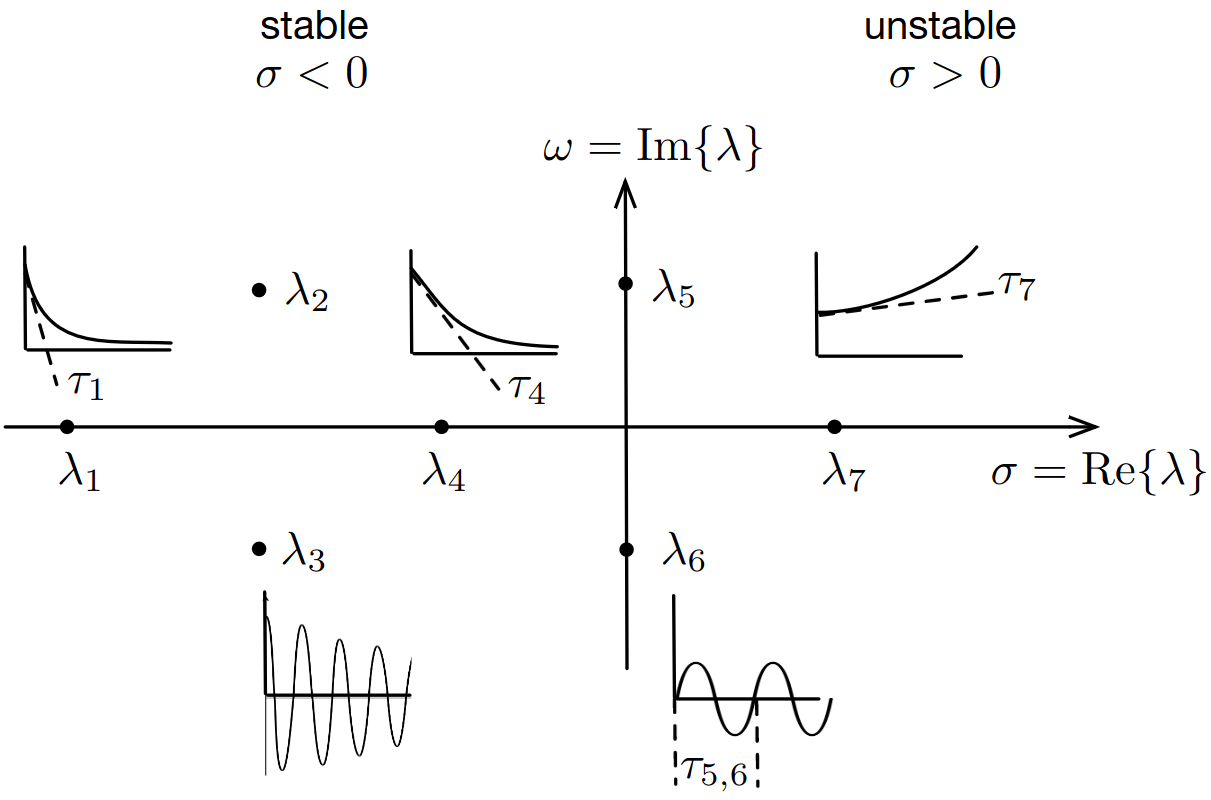 stable
σ < 0
unstable
σ > 0
ω = Im{λ}
τ₁
λ₂
τ₄
λ₅
τ₇
λ₁
λ₄
λ₇
σ = Re{λ}
λ₃
λ₆
τ₅,₆